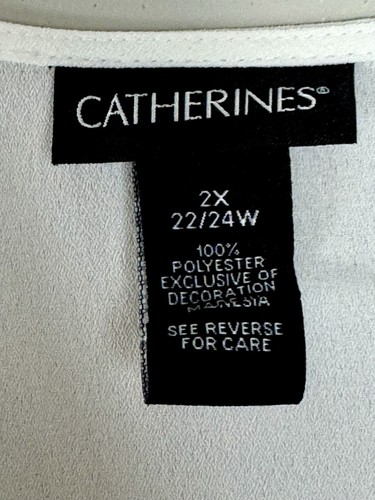 CATHERINES®
2X
22/24W
100%
POLYESTER
EXCLUSIVE OF
DECORATION
SEE REVERSE
FOR CARE